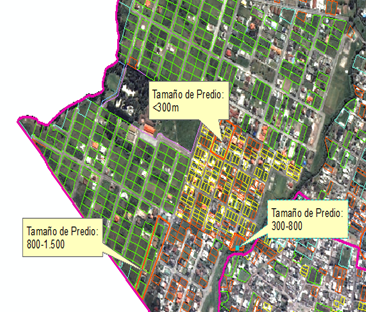 Tamaño de Predio:
<300m
Tamaño de Predio:
300-800
Tamaño de Predio:
800-1.500